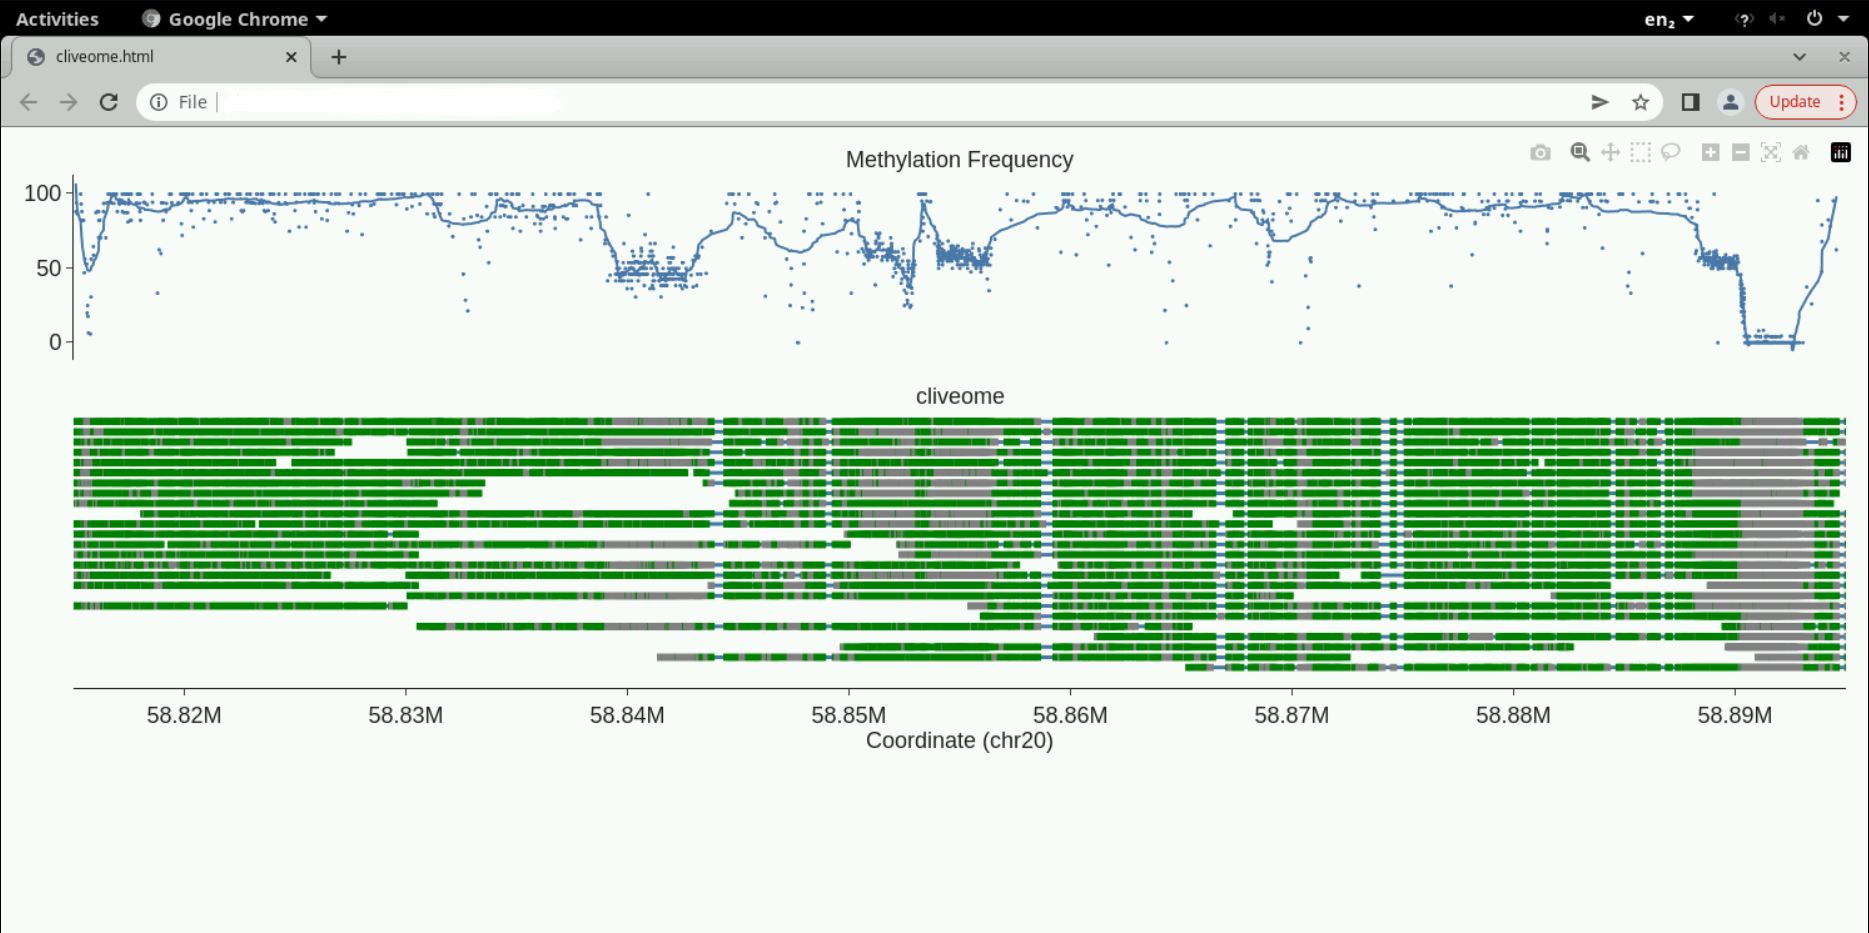 Activities Google Chrome en₂
cliveome.html
File
Update
Methylation Frequency
100
50
0
cliveome
58.82M 58.83M 58.84M 58.85M 58.86M 58.87M 58.88M 58.89M
Coordinate (chr20)